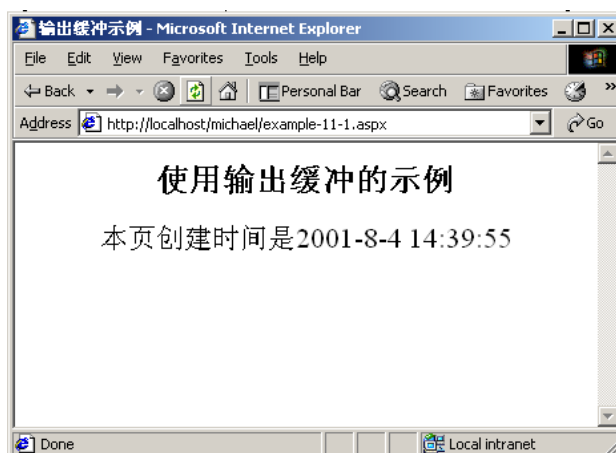 输出缓冲示例 - Microsoft Internet Explorer
File Edit View Favorites Tools Help
Back Personal Bar Search Favorites »
Address http://localhost/michael/example-11-1.aspx Go
使用输出缓冲的示例
本页创建时间是2001-8-4 14:39:55
Done Local intranet